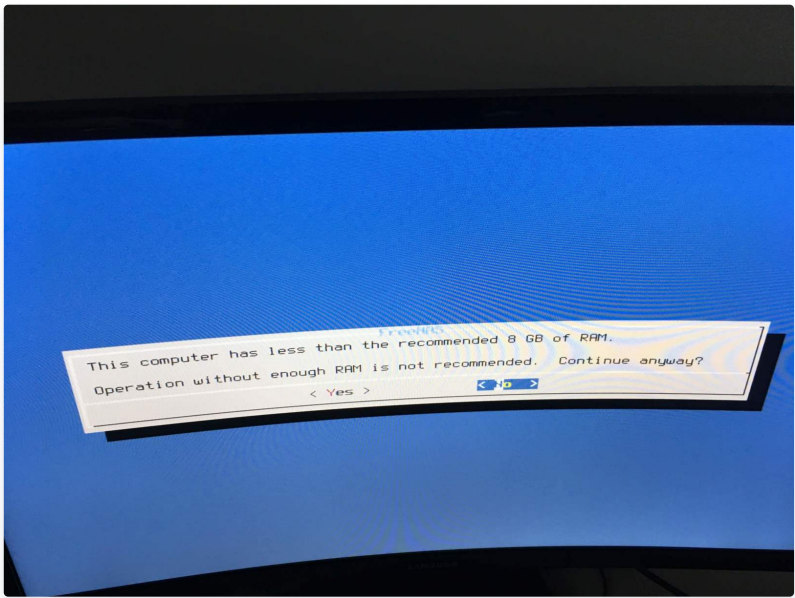 FreeNAS
This computer has less than the recommended 8 GB of RAM.
Operation without enough RAM is not recommended.  Continue anyway?
< Yes >  < No >